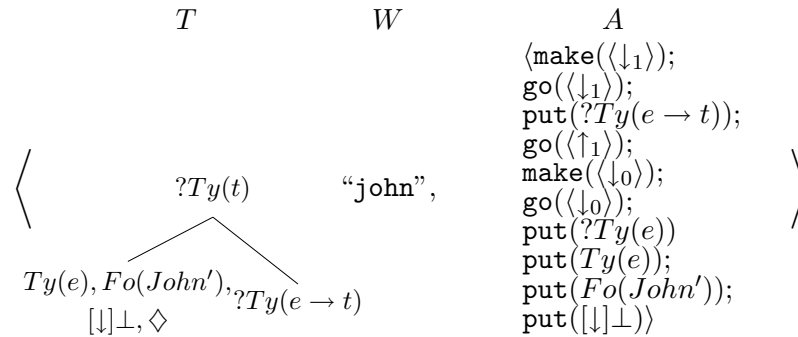 T W A
⟨make(⟨↓₁⟩);
go(⟨↓₁⟩);
put(?Ty(e → t));
go(⟨↑₁⟩);
make(⟨↓₀⟩);
⟨ ?Ty(t) “john”, go(⟨↓₀⟩); ⟩
put(?Ty(e))
put(Ty(e));
Ty(e), Fo(John′), ?Ty(e → t) put(Fo(John′));
[↓]⊥, ♢ put([↓]⊥)⟩